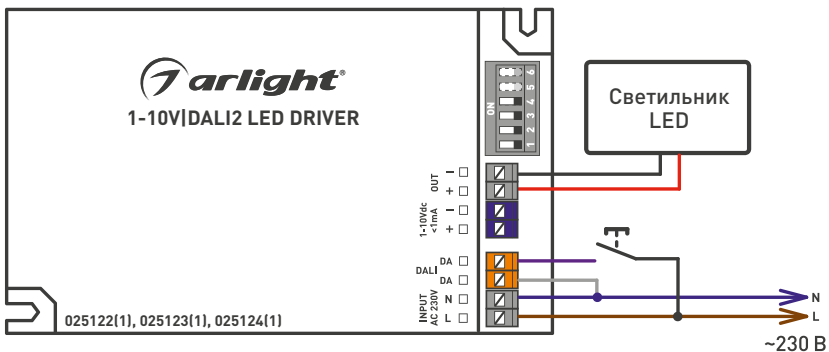 arlight®
1-10V|DALI2 LED DRIVER
ON
1 2 3 4 5 6
Светильник
LED
OUT
−
+
1-10Vdc
<1mA
−
+
DALI
DA
DA
INPUT
AC 230V
N
L
N
L
~230 В
025122(1), 025123(1), 025124(1)